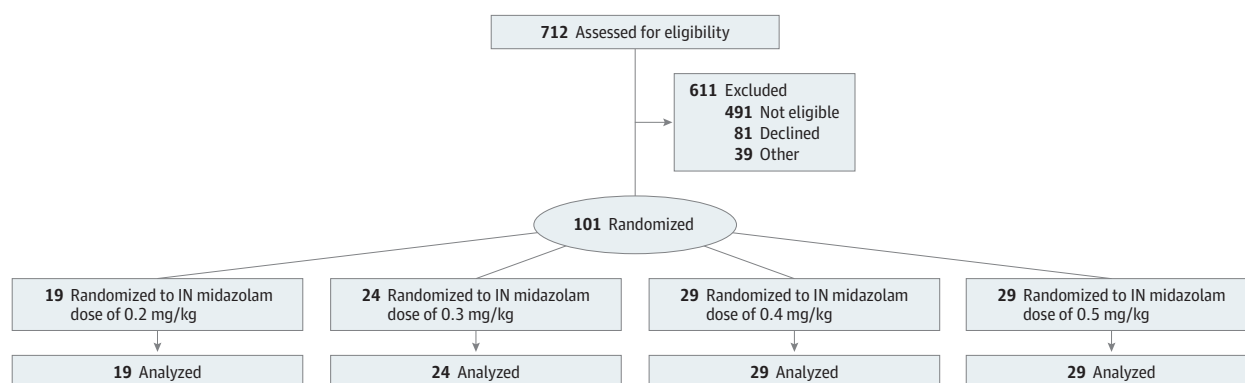 712 Assessed for eligibility
611 Excluded
491 Not eligible
81 Declined
39 Other
101 Randomized
19 Randomized to IN midazolam
dose of 0.2 mg/kg
24 Randomized to IN midazolam
dose of 0.3 mg/kg
29 Randomized to IN midazolam
dose of 0.4 mg/kg
29 Randomized to IN midazolam
dose of 0.5 mg/kg
19 Analyzed
24 Analyzed
29 Analyzed
29 Analyzed